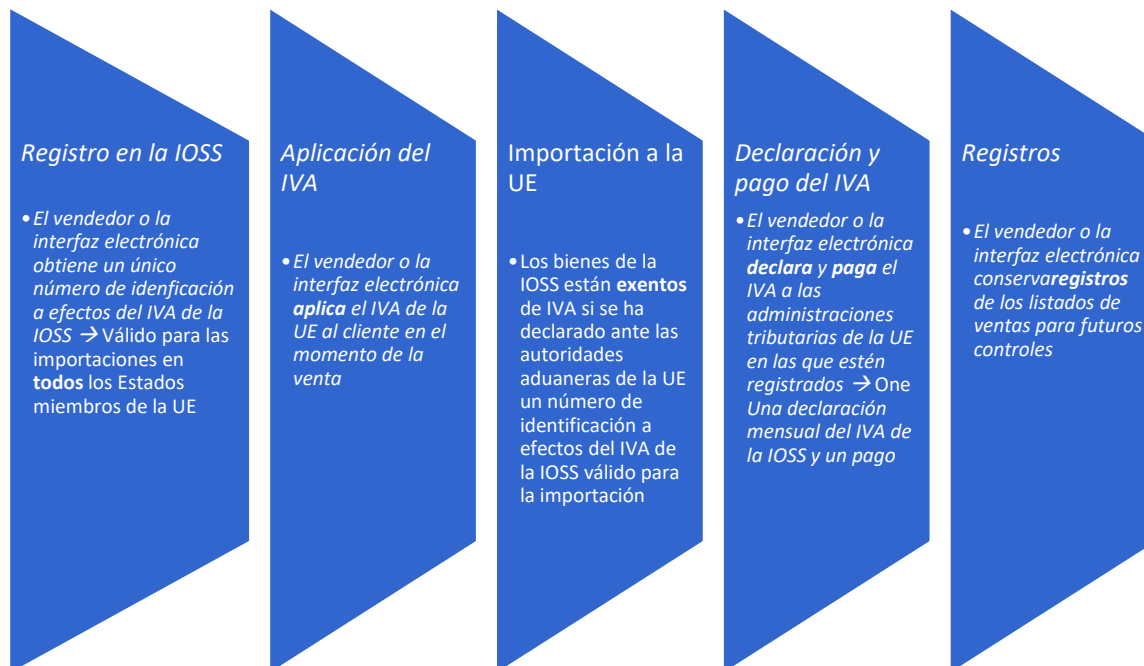 Registro en la IOSS
•El vendedor o la
interfaz electrónica
obtiene un único
número de idenficación
a efectos del IVA de la
IOSS → Válido para las
importaciones en
todos los Estados
miembros de la UE
Aplicación del
IVA
•El vendedor o la
interfaz electrónica
aplica el IVA de la
UE al cliente en el
momento de la
venta
Importación a la
UE
•Los bienes de la
IOSS están exentos
de IVA si se ha
declarado ante las
autoridades
aduaneras de la UE
un número de
identificación a
efectos del IVA de
la IOSS válido para
la importación
Declaración y
pago del IVA
•El vendedor o la
interfaz electrónica
declara y paga el
IVA a las
administraciones
tributarias de la UE
en las que estén
registrados → One
Una declaración
mensual del IVA de
la IOSS y un pago
Registros
•El vendedor o la
interfaz electrónica
conservaregistros
de los listados de
ventas para futuros
controles